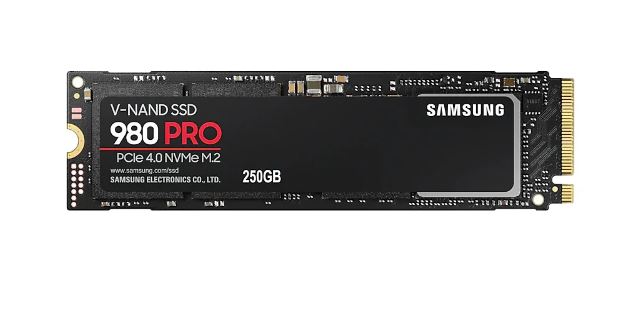 V-NAND SSD
980 PRO
PCIe 4.0 NVMe M.2
www.samsung.com/ssd
SAMSUNG ELECTRONICS CO., LTD.
250GB
SAMSUNG